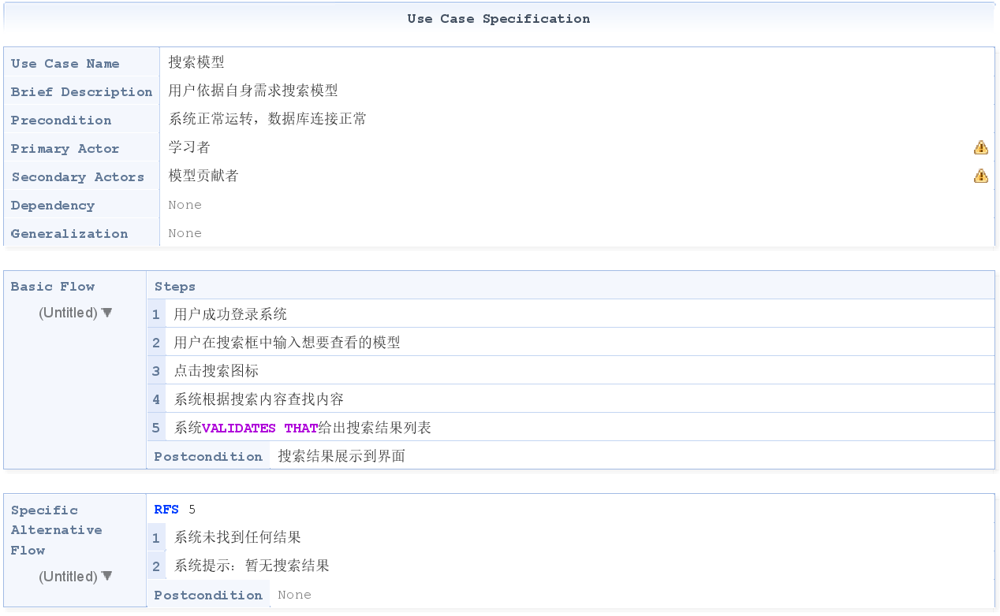 Use Case Specification
Use Case Name 搜索模型
Brief Description 用户依据自身需求搜索模型
Precondition 系统正常运转，数据库连接正常
Primary Actor 学习者
Secondary Actors 模型贡献者
Dependency None
Generalization None
Basic Flow Steps
(Untitled) ▼
1 用户成功登录系统
2 用户在搜索框中输入想要查看的模型
3 点击搜索图标
4 系统根据搜索内容查找内容
5 系统VALIDATES THAT给出搜索结果列表
Postcondition 搜索结果展示到界面
Specific
Alternative
Flow
(Untitled) ▼
RFS 5
1 系统未找到任何结果
2 系统提示：暂无搜索结果
Postcondition None